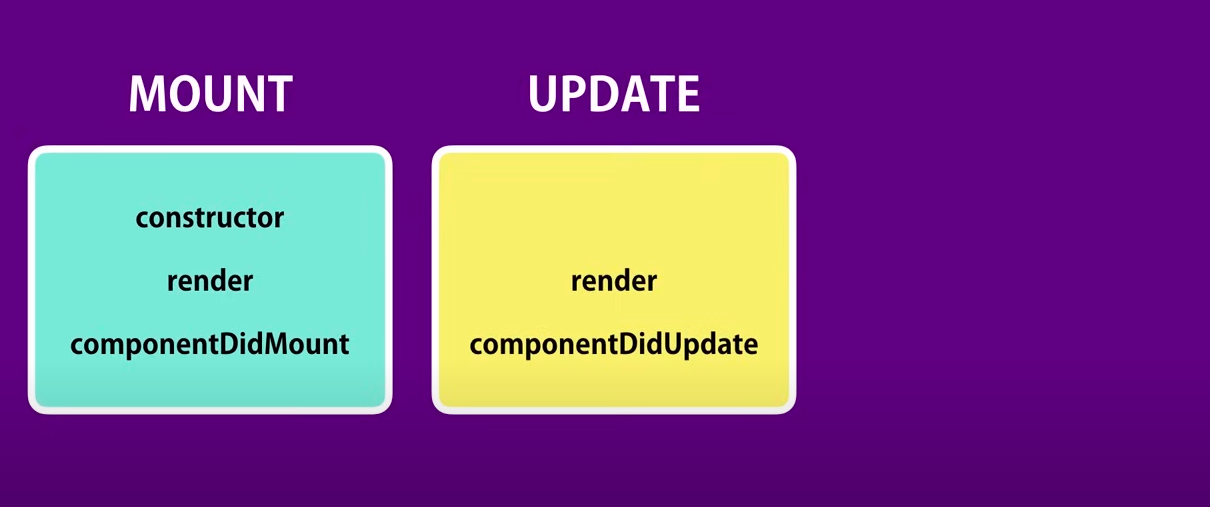 MOUNT
constructor
render
componentDidMount
UPDATE
render
componentDidUpdate